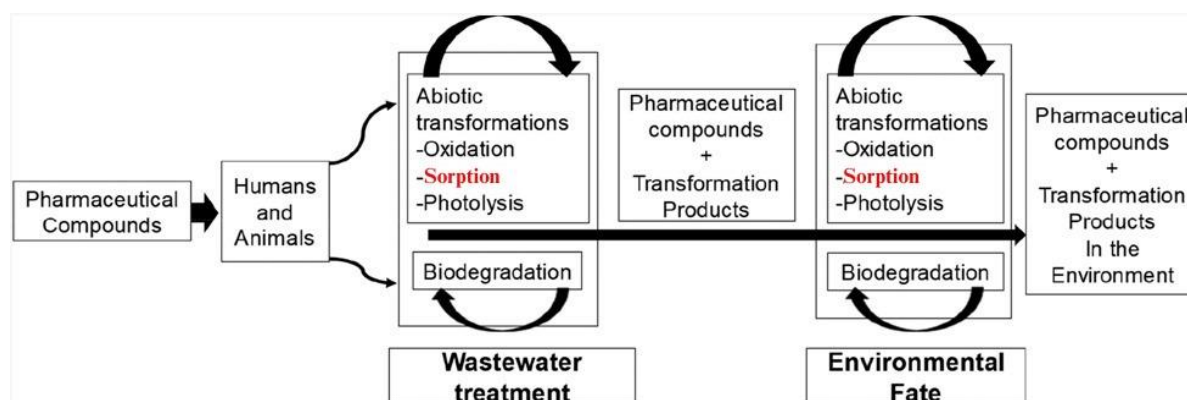 Pharmaceutical
Compounds
Humans
and
Animals
Abiotic
transformations
-Oxidation
-Sorption
-Photolysis
Biodegradation
Wastewater
treatment
Pharmaceutical
compounds
+
Transformation
Products
Abiotic
transformations
-Oxidation
-Sorption
-Photolysis
Biodegradation
Environmental
Fate
Pharmaceutical
compounds
+
Transformation
Products
In the
Environment